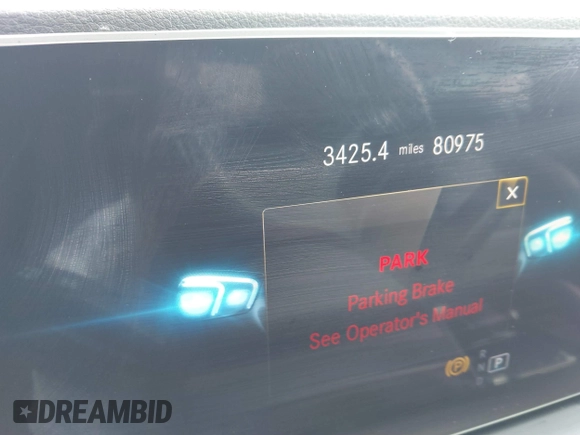 3425.4 miles 80975
X
PARK
Parking Brake
See Operator's Manual
R
N
D
P
P
DREAMBID